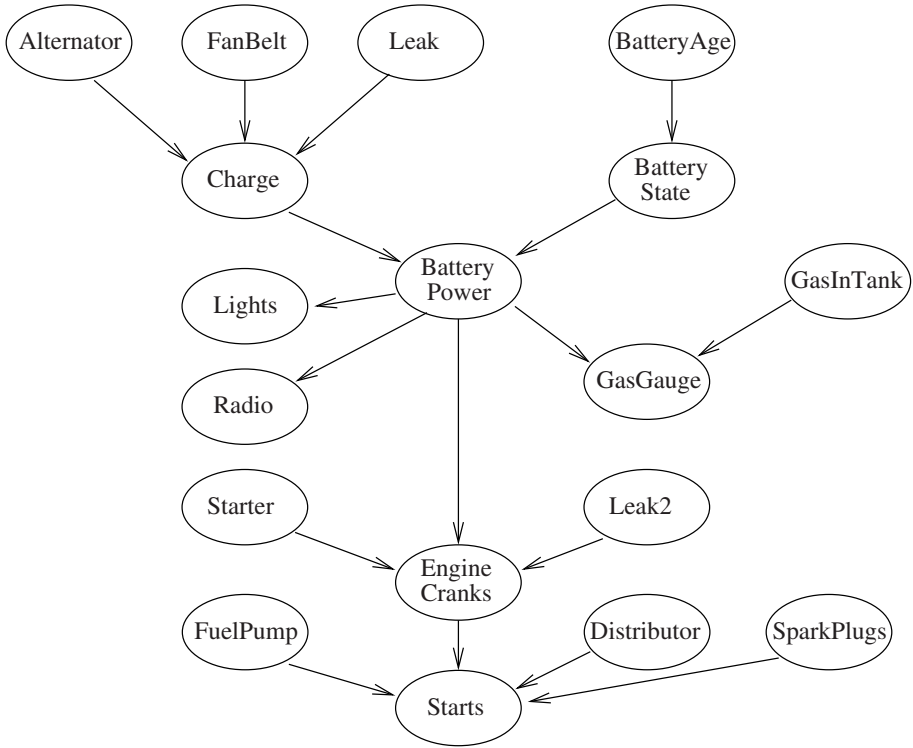 Alternator
FanBelt
Leak
BatteryAge
Charge
Battery
State
Battery
Power
GasInTank
Lights
GasGauge
Radio
Starter
Leak2
Engine
Cranks
FuelPump
Distributor
SparkPlugs
Starts